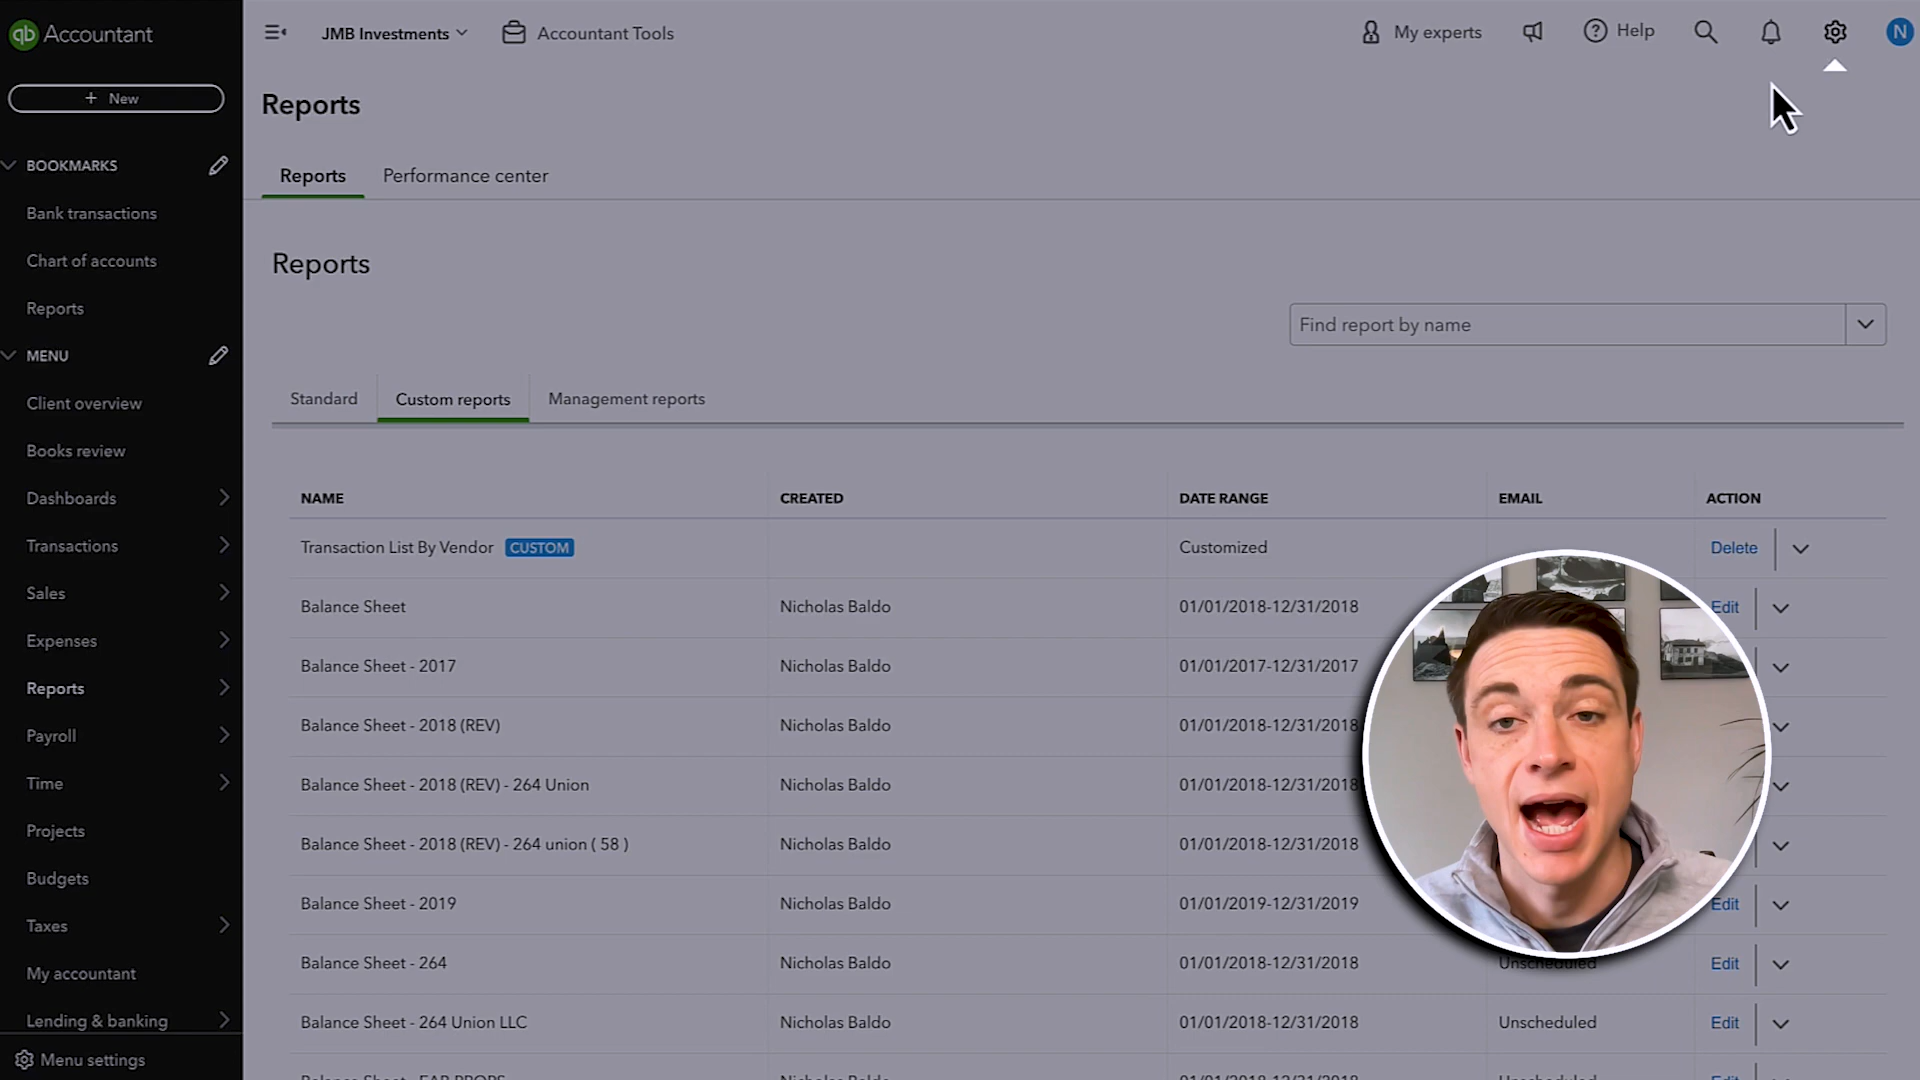 qb Accountant
JMB Investments
Accountant Tools
My experts
Help
N
+ New
Reports
BOOKMARKS
Reports
Performance center
Bank transactions
Chart of accounts
Reports
Reports
Find report by name
MENU
Client overview
Standard
Custom reports
Management reports
Books review
Dashboards
NAME
CREATED
DATE RANGE
EMAIL
ACTION
Transactions
Transaction List By Vendor CUSTOM
Customized
Delete
Sales
Balance Sheet
Nicholas Baldo
01/01/2018-12/31/2018
Edit
Expenses
Balance Sheet - 2017
Nicholas Baldo
01/01/2017-12/31/2017
Reports
Balance Sheet - 2018 (REV)
Nicholas Baldo
01/01/2018-12/31/2018
Payroll
Balance Sheet - 2018 (REV) - 264 Union
Nicholas Baldo
01/01/2018-12/31/2018
Time
Projects
Balance Sheet - 2018 (REV) - 264 union ( 58 )
Nicholas Baldo
01/01/2018-12/31/2018
Budgets
Balance Sheet - 2019
Nicholas Baldo
01/01/2019-12/31/2019
Edit
Taxes
Balance Sheet - 264
Nicholas Baldo
01/01/2018-12/31/2018
Unscheduled
Edit
My accountant
Lending & banking
Balance Sheet - 264 Union LLC
Nicholas Baldo
01/01/2018-12/31/2018
Unscheduled
Edit
Menu settings